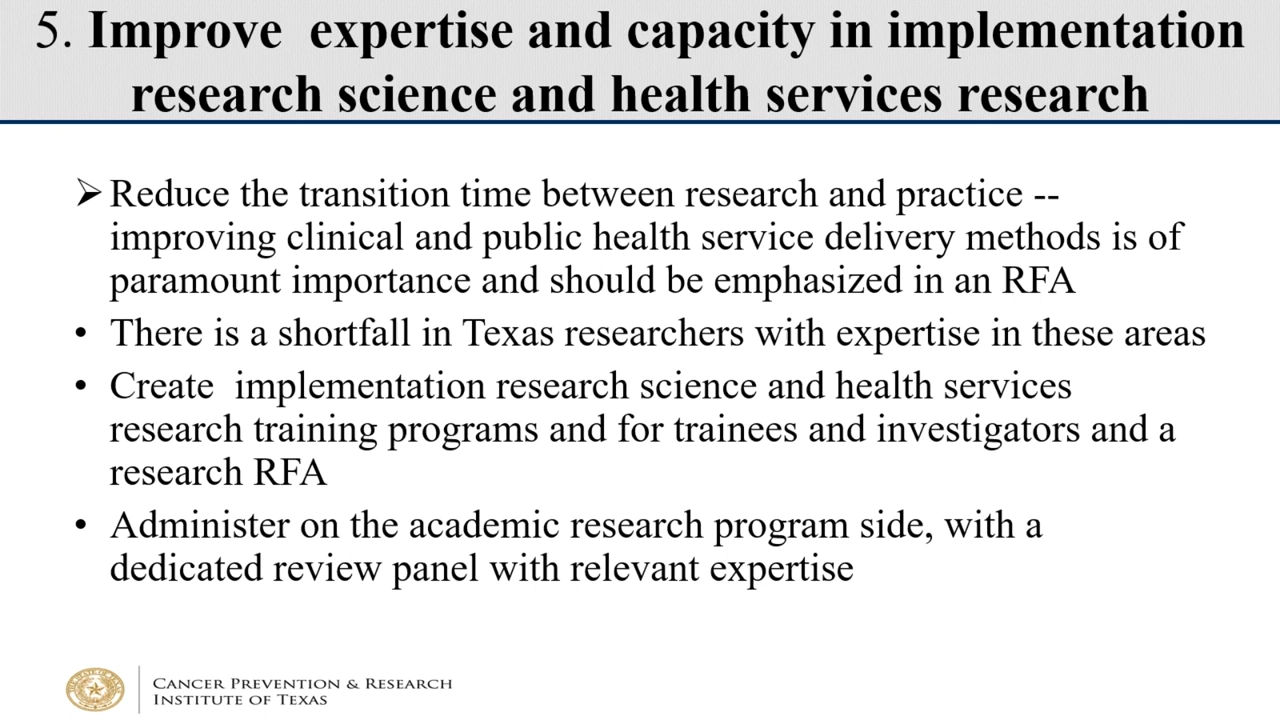 5. Improve  expertise and capacity in implementation
research science and health services research
➢ Reduce the transition time between research and practice --
improving clinical and public health service delivery methods is of
paramount importance and should be emphasized in an RFA
• There is a shortfall in Texas researchers with expertise in these areas
• Create  implementation research science and health services
research training programs and for trainees and investigators and a
research RFA
• Administer on the academic research program side, with a
dedicated review panel with relevant expertise
CANCER PREVENTION & RESEARCH
INSTITUTE OF TEXAS